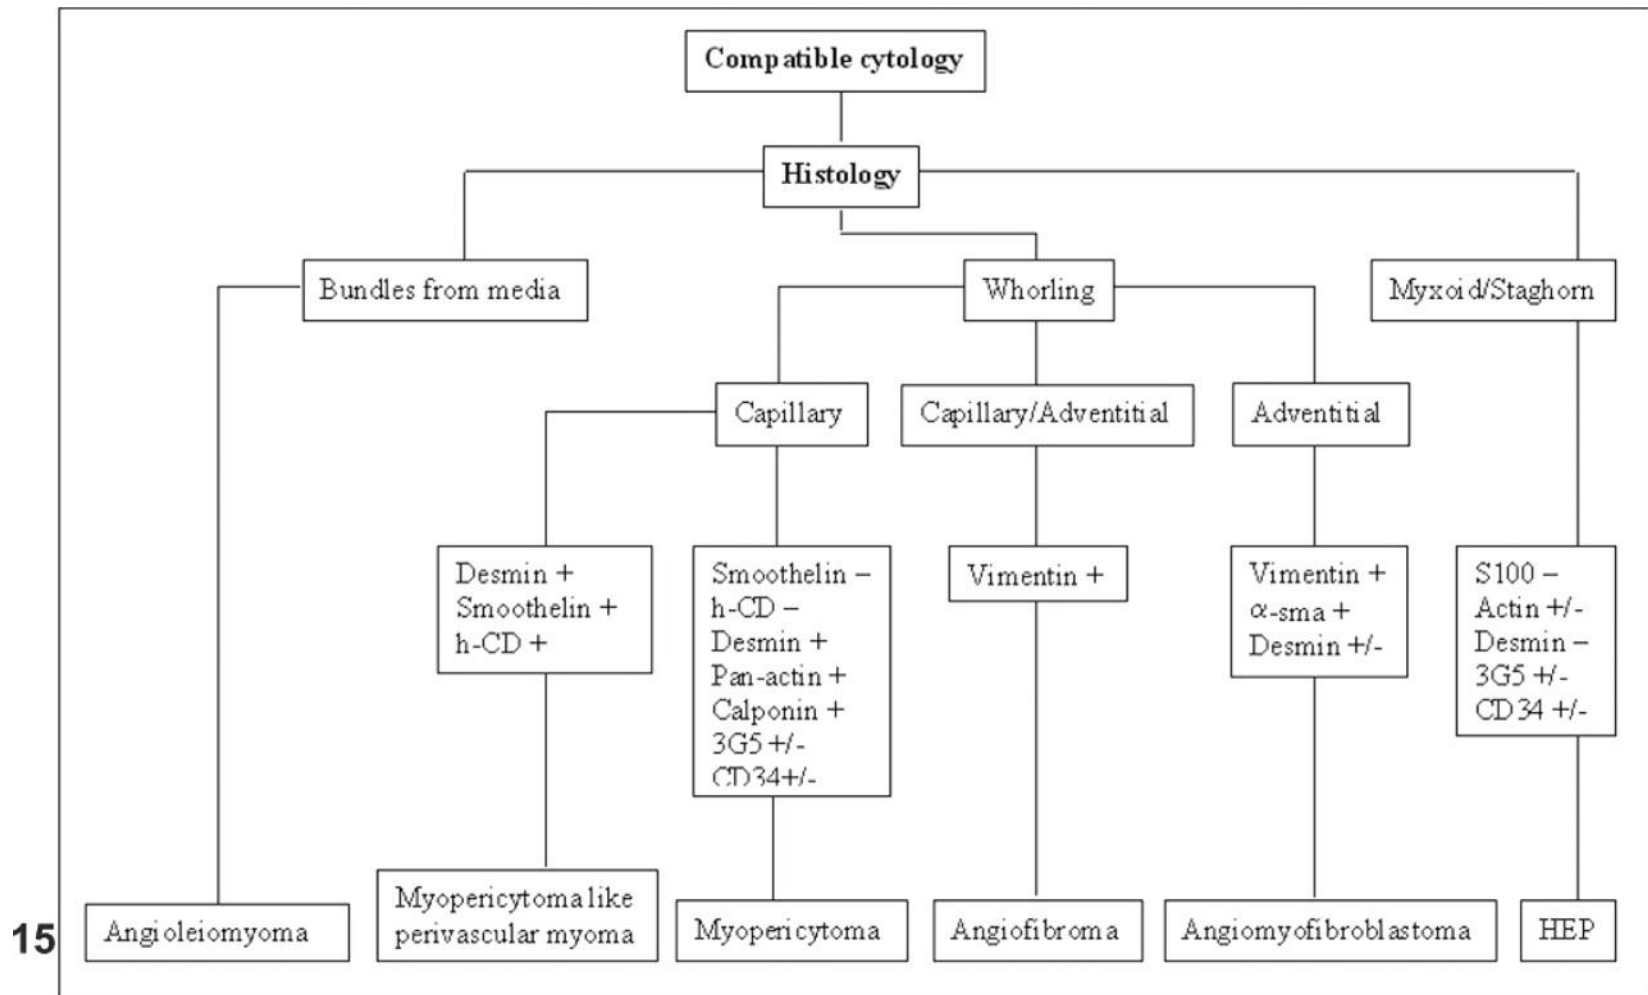 Compatible cytology
Histology
Bundles from media
Whorling
Myxoid/Staghorn
Capillary
Capillary/Adventitial
Adventitial
Desmin +
Smoothelin +
h-CD +
Smoothelin –
h-CD –
Desmin +
Pan-actin +
Calponin +
3G5 +/-
CD34+/-
Vimentin +
Vimentin +
α-sma +
Desmin +/-
S100 –
Actin +/-
Desmin –
3G5 +/-
CD34 +/-
Angioleiomyoma
Myopericytoma like
perivascular myoma
Myopericytoma
Angiofibroma
Angiomyofibroblastoma
HEP
15